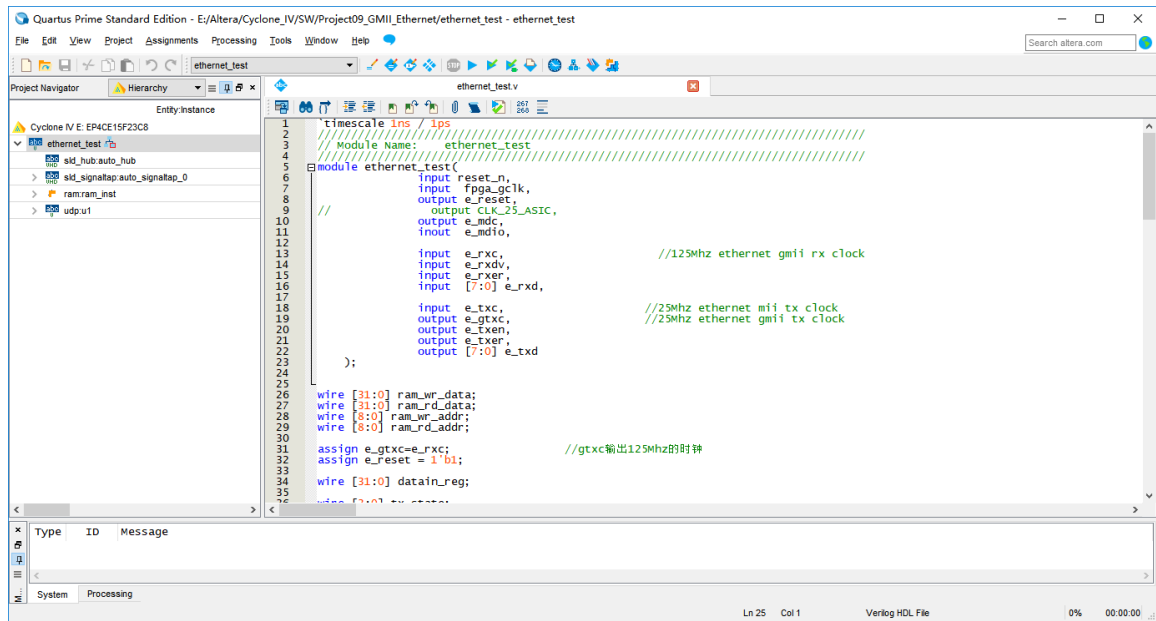 Quartus Prime Standard Edition - E:/Altera/Cyclone_IV/SW/Project09_GMII_Ethernet/ethernet_test - ethernet_test
File Edit View Project Assignments Processing Tools Window Help
Search altera.com
ethernet_test
Project Navigator Hierarchy
ethernet_test.v
Entity:Instance
Cyclone IV E: EP4CE15F23C8
ethernet_test
sld_hub:auto_hub
sld_signaltap:auto_signaltap_0
ram:ram_inst
udp:u1
1 `timescale 1ns / 1ps
2 //////////////////////////////////////////////////////////////////////////////////
3 // Module Name: ethernet_test
4 //////////////////////////////////////////////////////////////////////////////////
5 module ethernet_test(
6 input reset_n,
7 input fpga_gclk,
8 output e_reset,
9 // output CLK_25_ASIC,
10 output e_mdc,
11 inout e_mdio,
12
13 input e_rxc, //125Mhz ethernet gmii rx clock
14 input e_rxdv,
15 input e_rxer,
16 input [7:0] e_rxd,
17
18 input e_txc, //25Mhz ethernet mii tx clock
19 output e_gtxc, //25Mhz ethernet gmii tx clock
20 output e_txen,
21 output e_txer,
22 output [7:0] e_txd
23 );
24
25
26 wire [31:0] ram_wr_data;
27 wire [31:0] ram_rd_data;
28 wire [8:0] ram_wr_addr;
29 wire [8:0] ram_rd_addr;
30
31 assign e_gtxc=e_rxc; //gtxc输出125Mhz的时钟
32 assign e_reset = 1'b1;
33
34 wire [31:0] datain_reg;
35
36 wire [3:0] tx_state;
Type ID Message
System Processing
Ln 25 Col 1 Verilog HDL File 0% 00:00:00